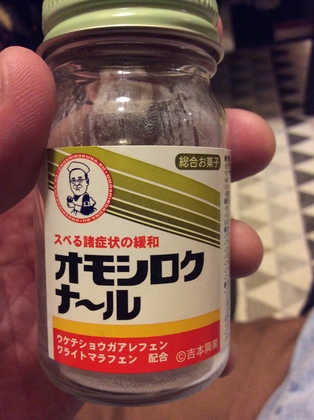 総合お菓子
スベる諸症状の緩和
オモシロク
ナ〜ル
ウケテショウガアレフェン
ワライトマラフェン 配合
©吉本興業